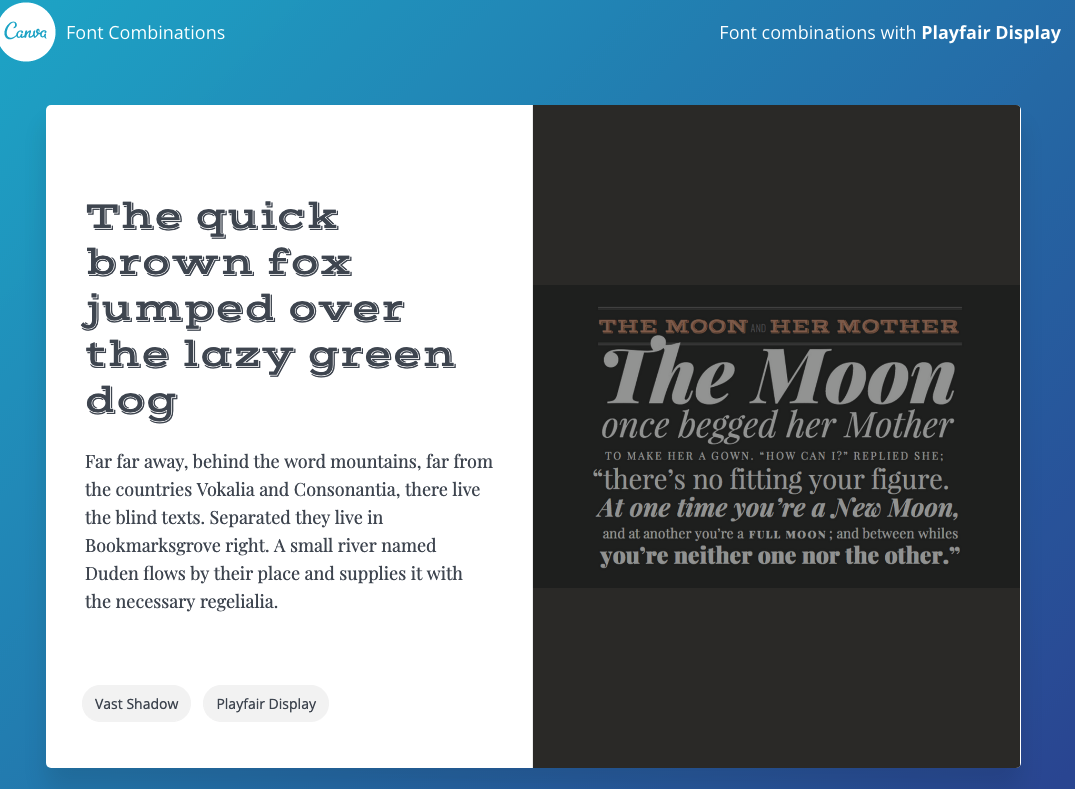 Canva Font Combinations
Font combinations with Playfair Display
The quick
brown fox
jumped over
the lazy green
dog
Far far away, behind the word mountains, far from
the countries Vokalia and Consonantia, there live
the blind texts. Separated they live in
Bookmarksgrove right. A small river named
Duden flows by their place and supplies it with
the necessary regelialia.
Vast Shadow
Playfair Display
THE MOON AND HER MOTHER
The Moon
once begged her Mother
TO MAKE HER A GOWN. “HOW CAN I?” REPLIED SHE;
“there’s no fitting your figure.
At one time you’re a New Moon,
and at another you’re a FULL MOON; and between whiles
you’re neither one nor the other.”